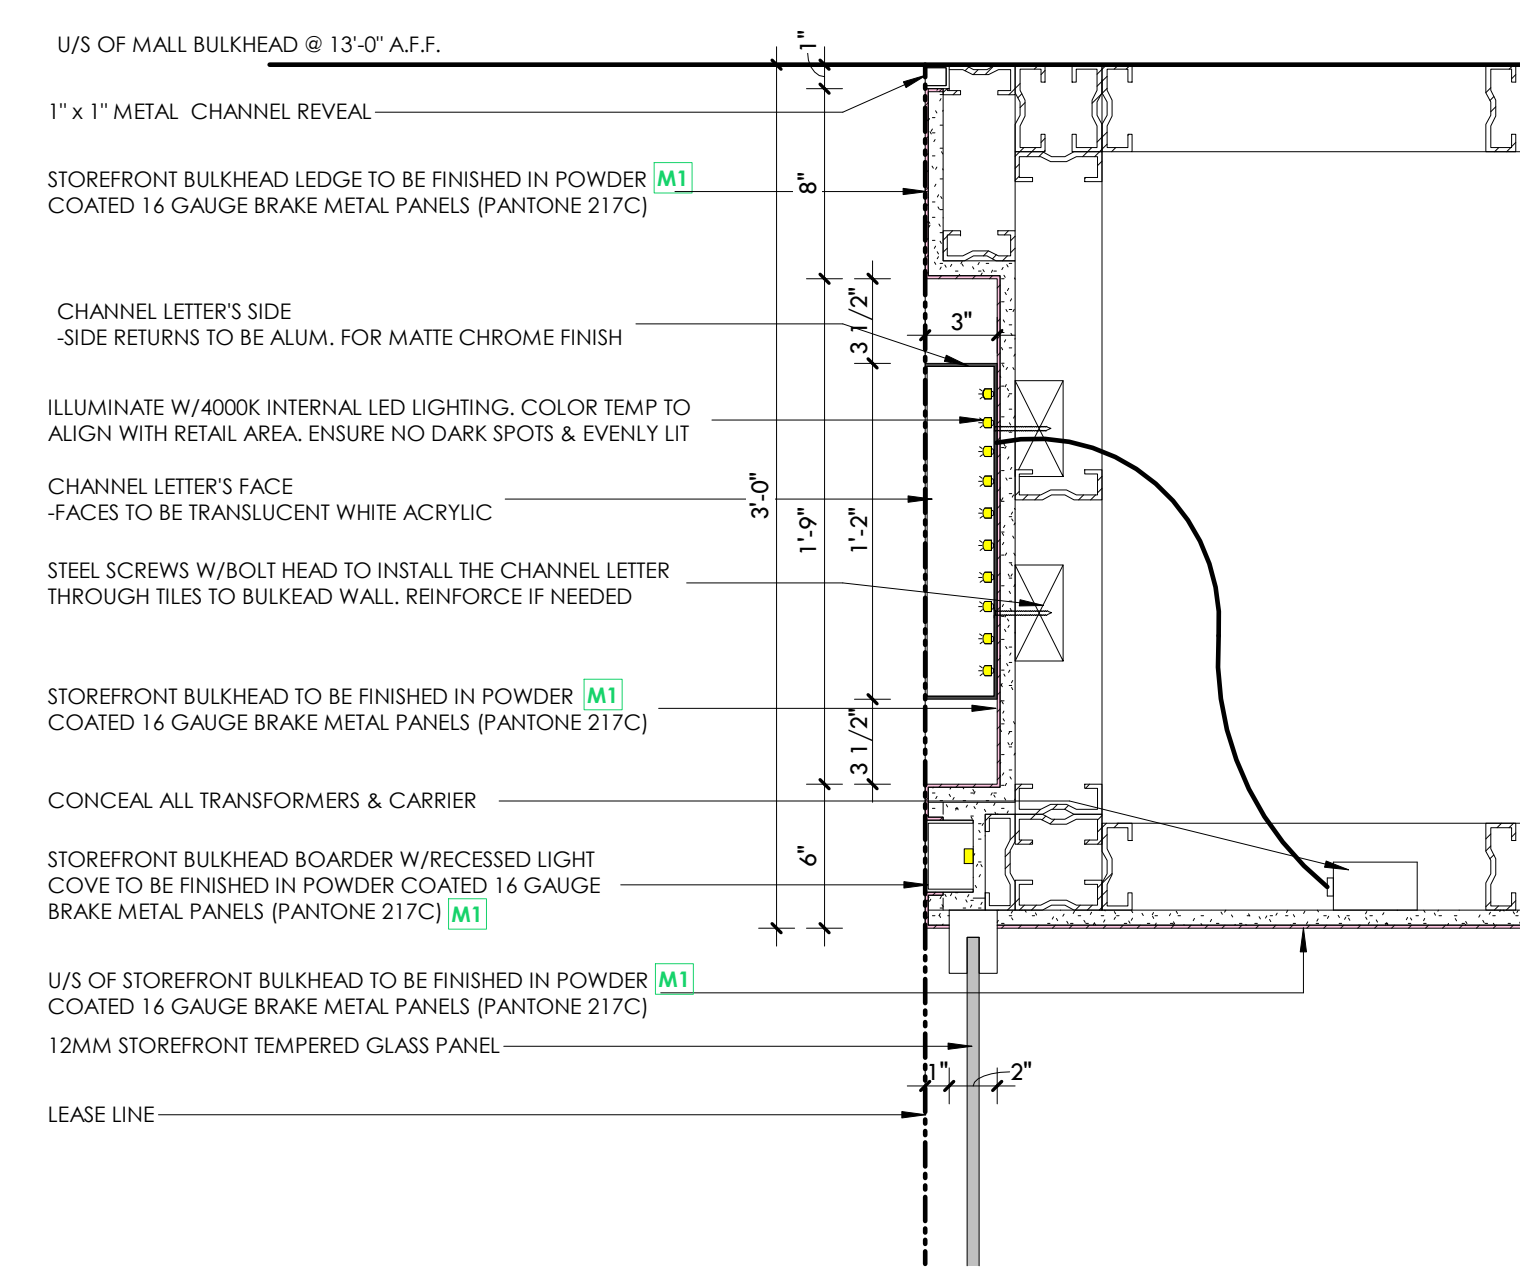 U/S OF MALL BULKHEAD @ 13'-0" A.F.F.
1"
1" x 1" METAL CHANNEL REVEAL
STOREFRONT BULKHEAD LEDGE TO BE FINISHED IN POWDER M1
COATED 16 GAUGE BRAKE METAL PANELS (PANTONE 217C)
8"
CHANNEL LETTER'S SIDE
-SIDE RETURNS TO BE ALUM. FOR MATTE CHROME FINISH
3 1/2"
3"
ILLUMINATE W/4000K INTERNAL LED LIGHTING. COLOR TEMP TO
ALIGN WITH RETAIL AREA. ENSURE NO DARK SPOTS & EVENLY LIT
CHANNEL LETTER'S FACE
-FACES TO BE TRANSLUCENT WHITE ACRYLIC
3'-0"
1'-9"
1'-2"
STEEL SCREWS W/BOLT HEAD TO INSTALL THE CHANNEL LETTER
THROUGH TILES TO BULKEAD WALL. REINFORCE IF NEEDED
STOREFRONT BULKHEAD TO BE FINISHED IN POWDER M1
COATED 16 GAUGE BRAKE METAL PANELS (PANTONE 217C)
3 1/2"
CONCEAL ALL TRANSFORMERS & CARRIER
STOREFRONT BULKHEAD BOARDER W/RECESSED LIGHT
COVE TO BE FINISHED IN POWDER COATED 16 GAUGE
BRAKE METAL PANELS (PANTONE 217C) M1
6"
U/S OF STOREFRONT BULKHEAD TO BE FINISHED IN POWDER M1
COATED 16 GAUGE BRAKE METAL PANELS (PANTONE 217C)
12MM STOREFRONT TEMPERED GLASS PANEL
1"
2"
LEASE LINE